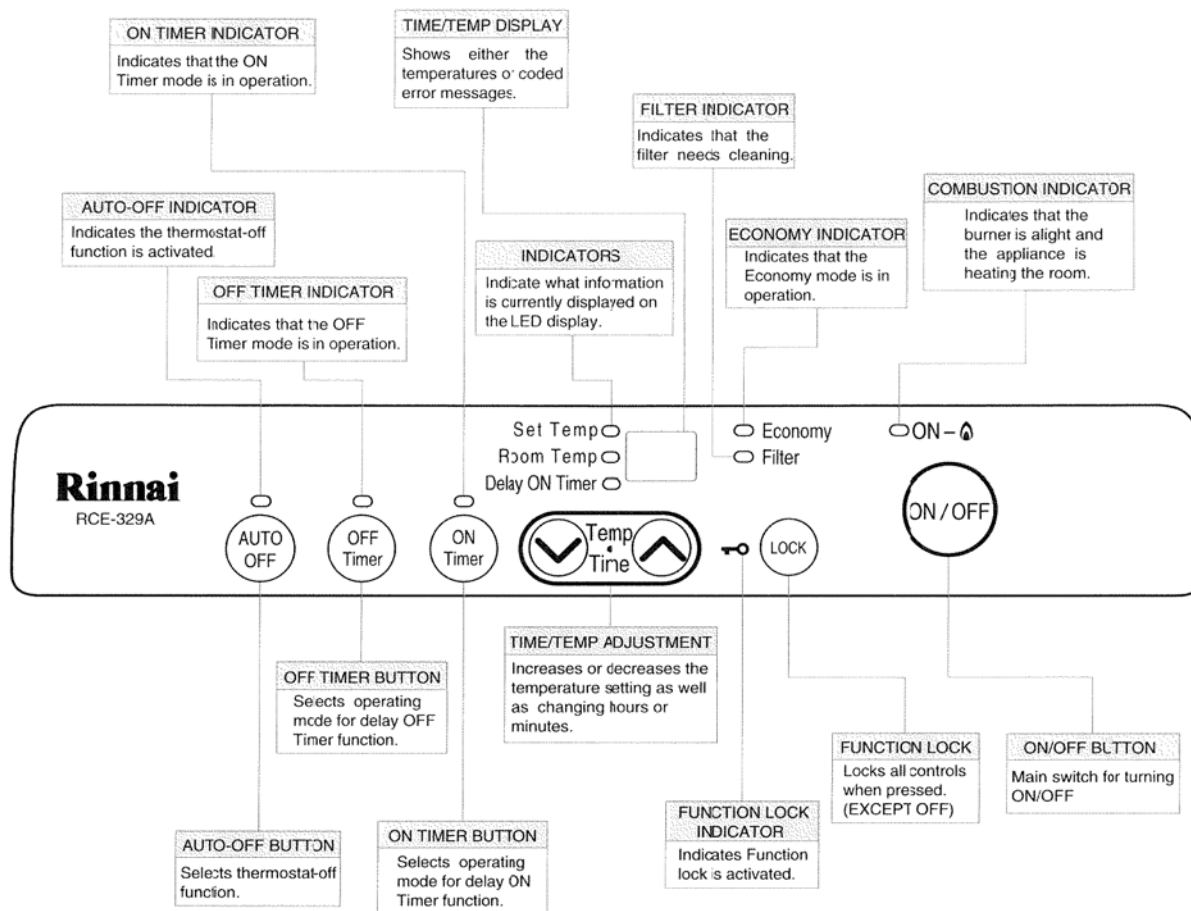 ON TIMER INDICATOR
Indicates that the ON
Timer mode is in operation.
TIME/TEMP DISPLAY
Shows either the
temperatures or coded
error messages.
FILTER INDICATOR
Indicates that the
filter needs cleaning.
AUTO-OFF INDICATOR
Indicates the thermostat-off
function is activated.
OFF TIMER INDICATOR
Indicates that the OFF
Timer mode is in operation.
INDICATORS
Indicate what information
is currently displayed on
the LED display.
ECONOMY INDICATOR
Indicates that the
Economy mode is in
operation.
COMBUSTION INDICATOR
Indicates that the
burner is alight and
the appliance is
heating the room.
Set Temp
Room Temp
Delay ON Timer
Economy
Filter
ON –
Rinnai
RCE-329A
AUTO
OFF
OFF
Timer
ON
Timer
Temp
Time
LOCK
ON / OFF
TIME/TEMP ADJUSTMENT
Increases or decreases the
temperature setting as well
as changing hours or
minutes.
OFF TIMER BUTTON
Selects operating
mode for delay OFF
Timer function.
FUNCTION LOCK
Locks all controls
when pressed.
(EXCEPT OFF)
ON/OFF BUTTON
Main switch for turning
ON/OFF
AUTO-OFF BUTTON
Selects thermostat-off
function.
ON TIMER BUTTON
Selects operating
mode for delay ON
Timer function.
FUNCTION LOCK
INDICATOR
Indicates Function
lock is activated.